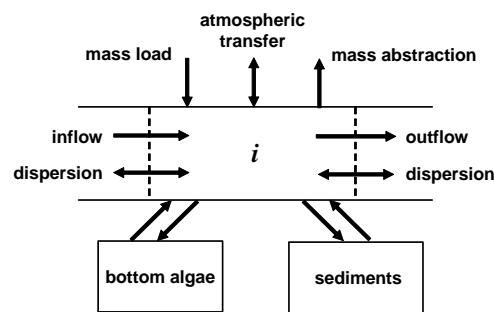 atmospheric
transfer
mass load
mass abstraction
inflow
i
outflow
dispersion
dispersion
bottom algae
sediments